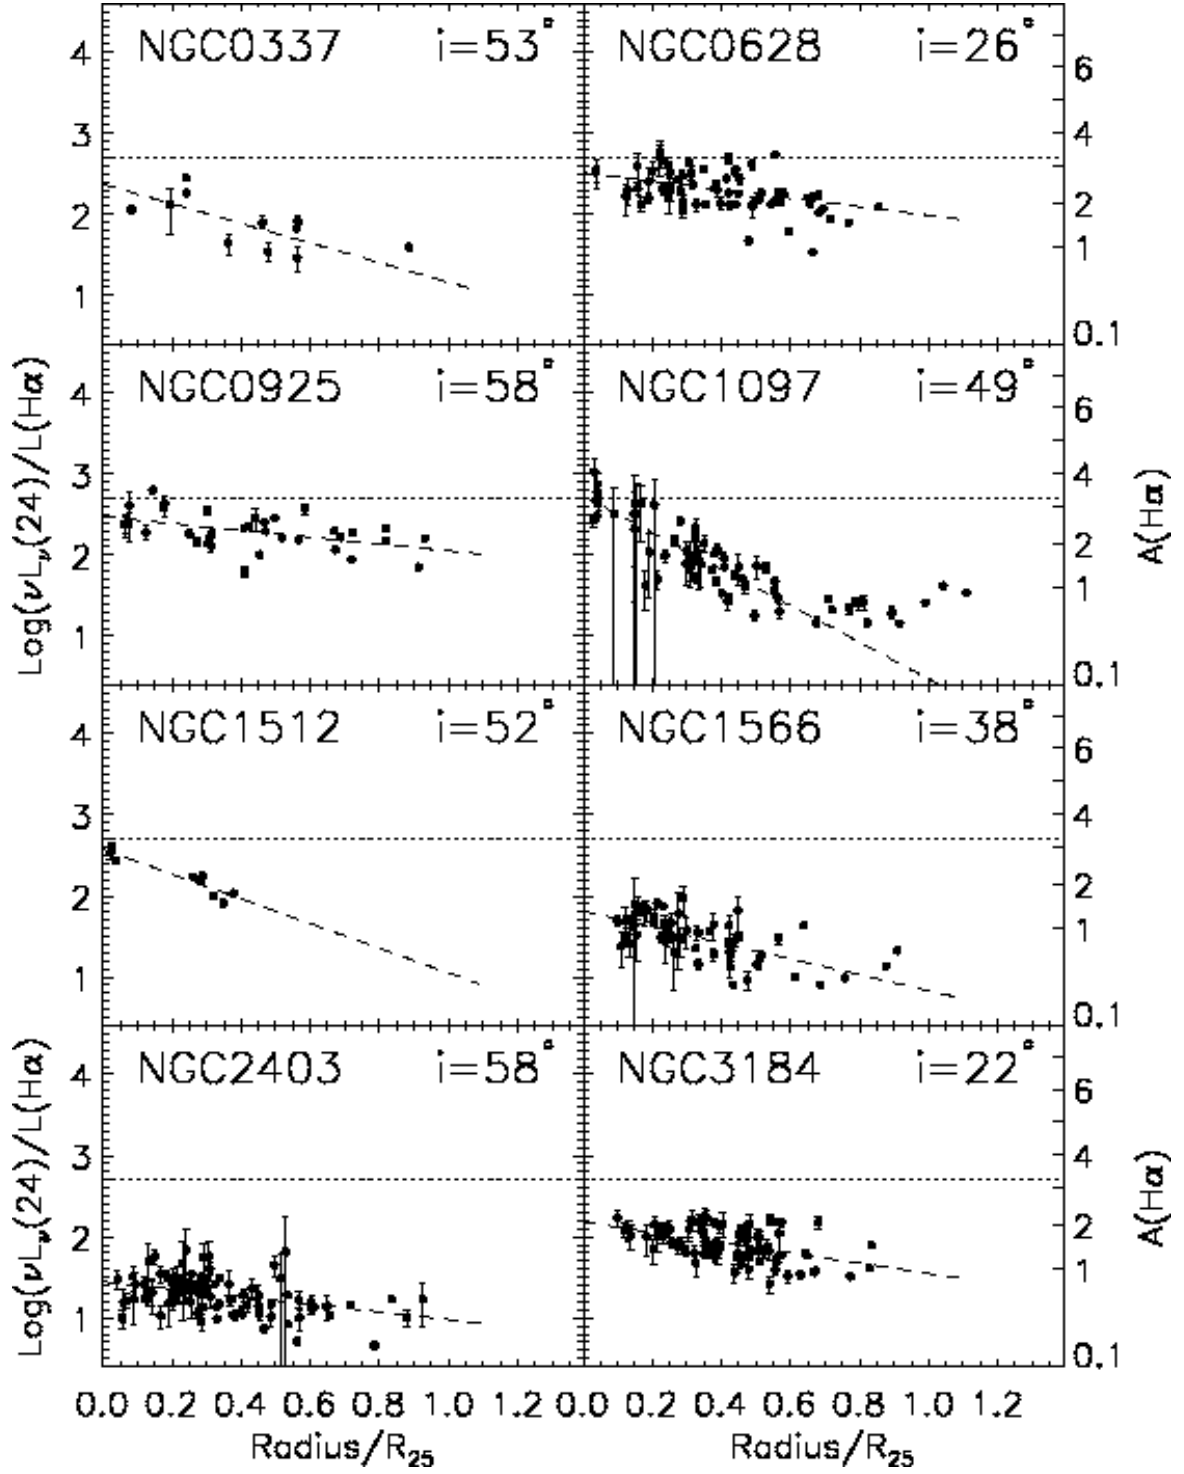 NGC0337 i=53°
NGC0628 i=26°
4
3
2
1
6
4
2
1
0.1
NGC0925 i=58°
NGC1097 i=49°
4
3
2
1
6
4
2
1
0.1
Log(νLν(24)/L(Hα)
A(Hα)
NGC1512 i=52°
NGC1566 i=38°
4
3
2
1
6
4
2
1
0.1
NGC2403 i=58°
NGC3184 i=22°
4
3
2
1
6
4
2
1
0.1
Log(νLν(24)/L(Hα)
A(Hα)
0.0 0.2 0.4 0.6 0.8 1.0 1.2 0.0 0.2 0.4 0.6 0.8 1.0 1.2
Radius/R25 Radius/R25